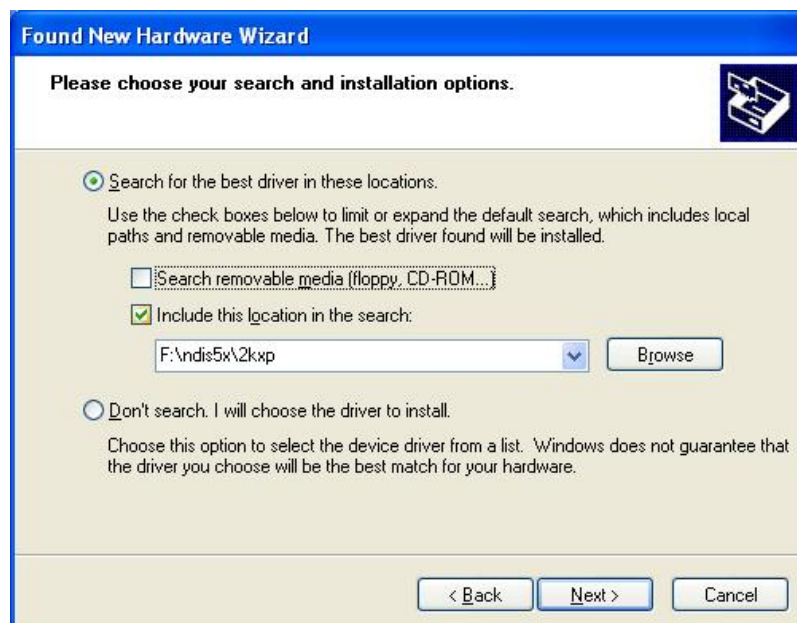 Found New Hardware Wizard
Please choose your search and installation options.
Search for the best driver in these locations.
Use the check boxes below to limit or expand the default search, which includes local
paths and removable media. The best driver found will be installed.
Search removable media (floppy, CD-ROM...)
Include this location in the search:
F:\ndis5x\2kxp
Browse
Don't search. I will choose the driver to install.
Choose this option to select the device driver from a list. Windows does not guarantee that
the driver you choose will be the best match for your hardware.
< Back Next > Cancel